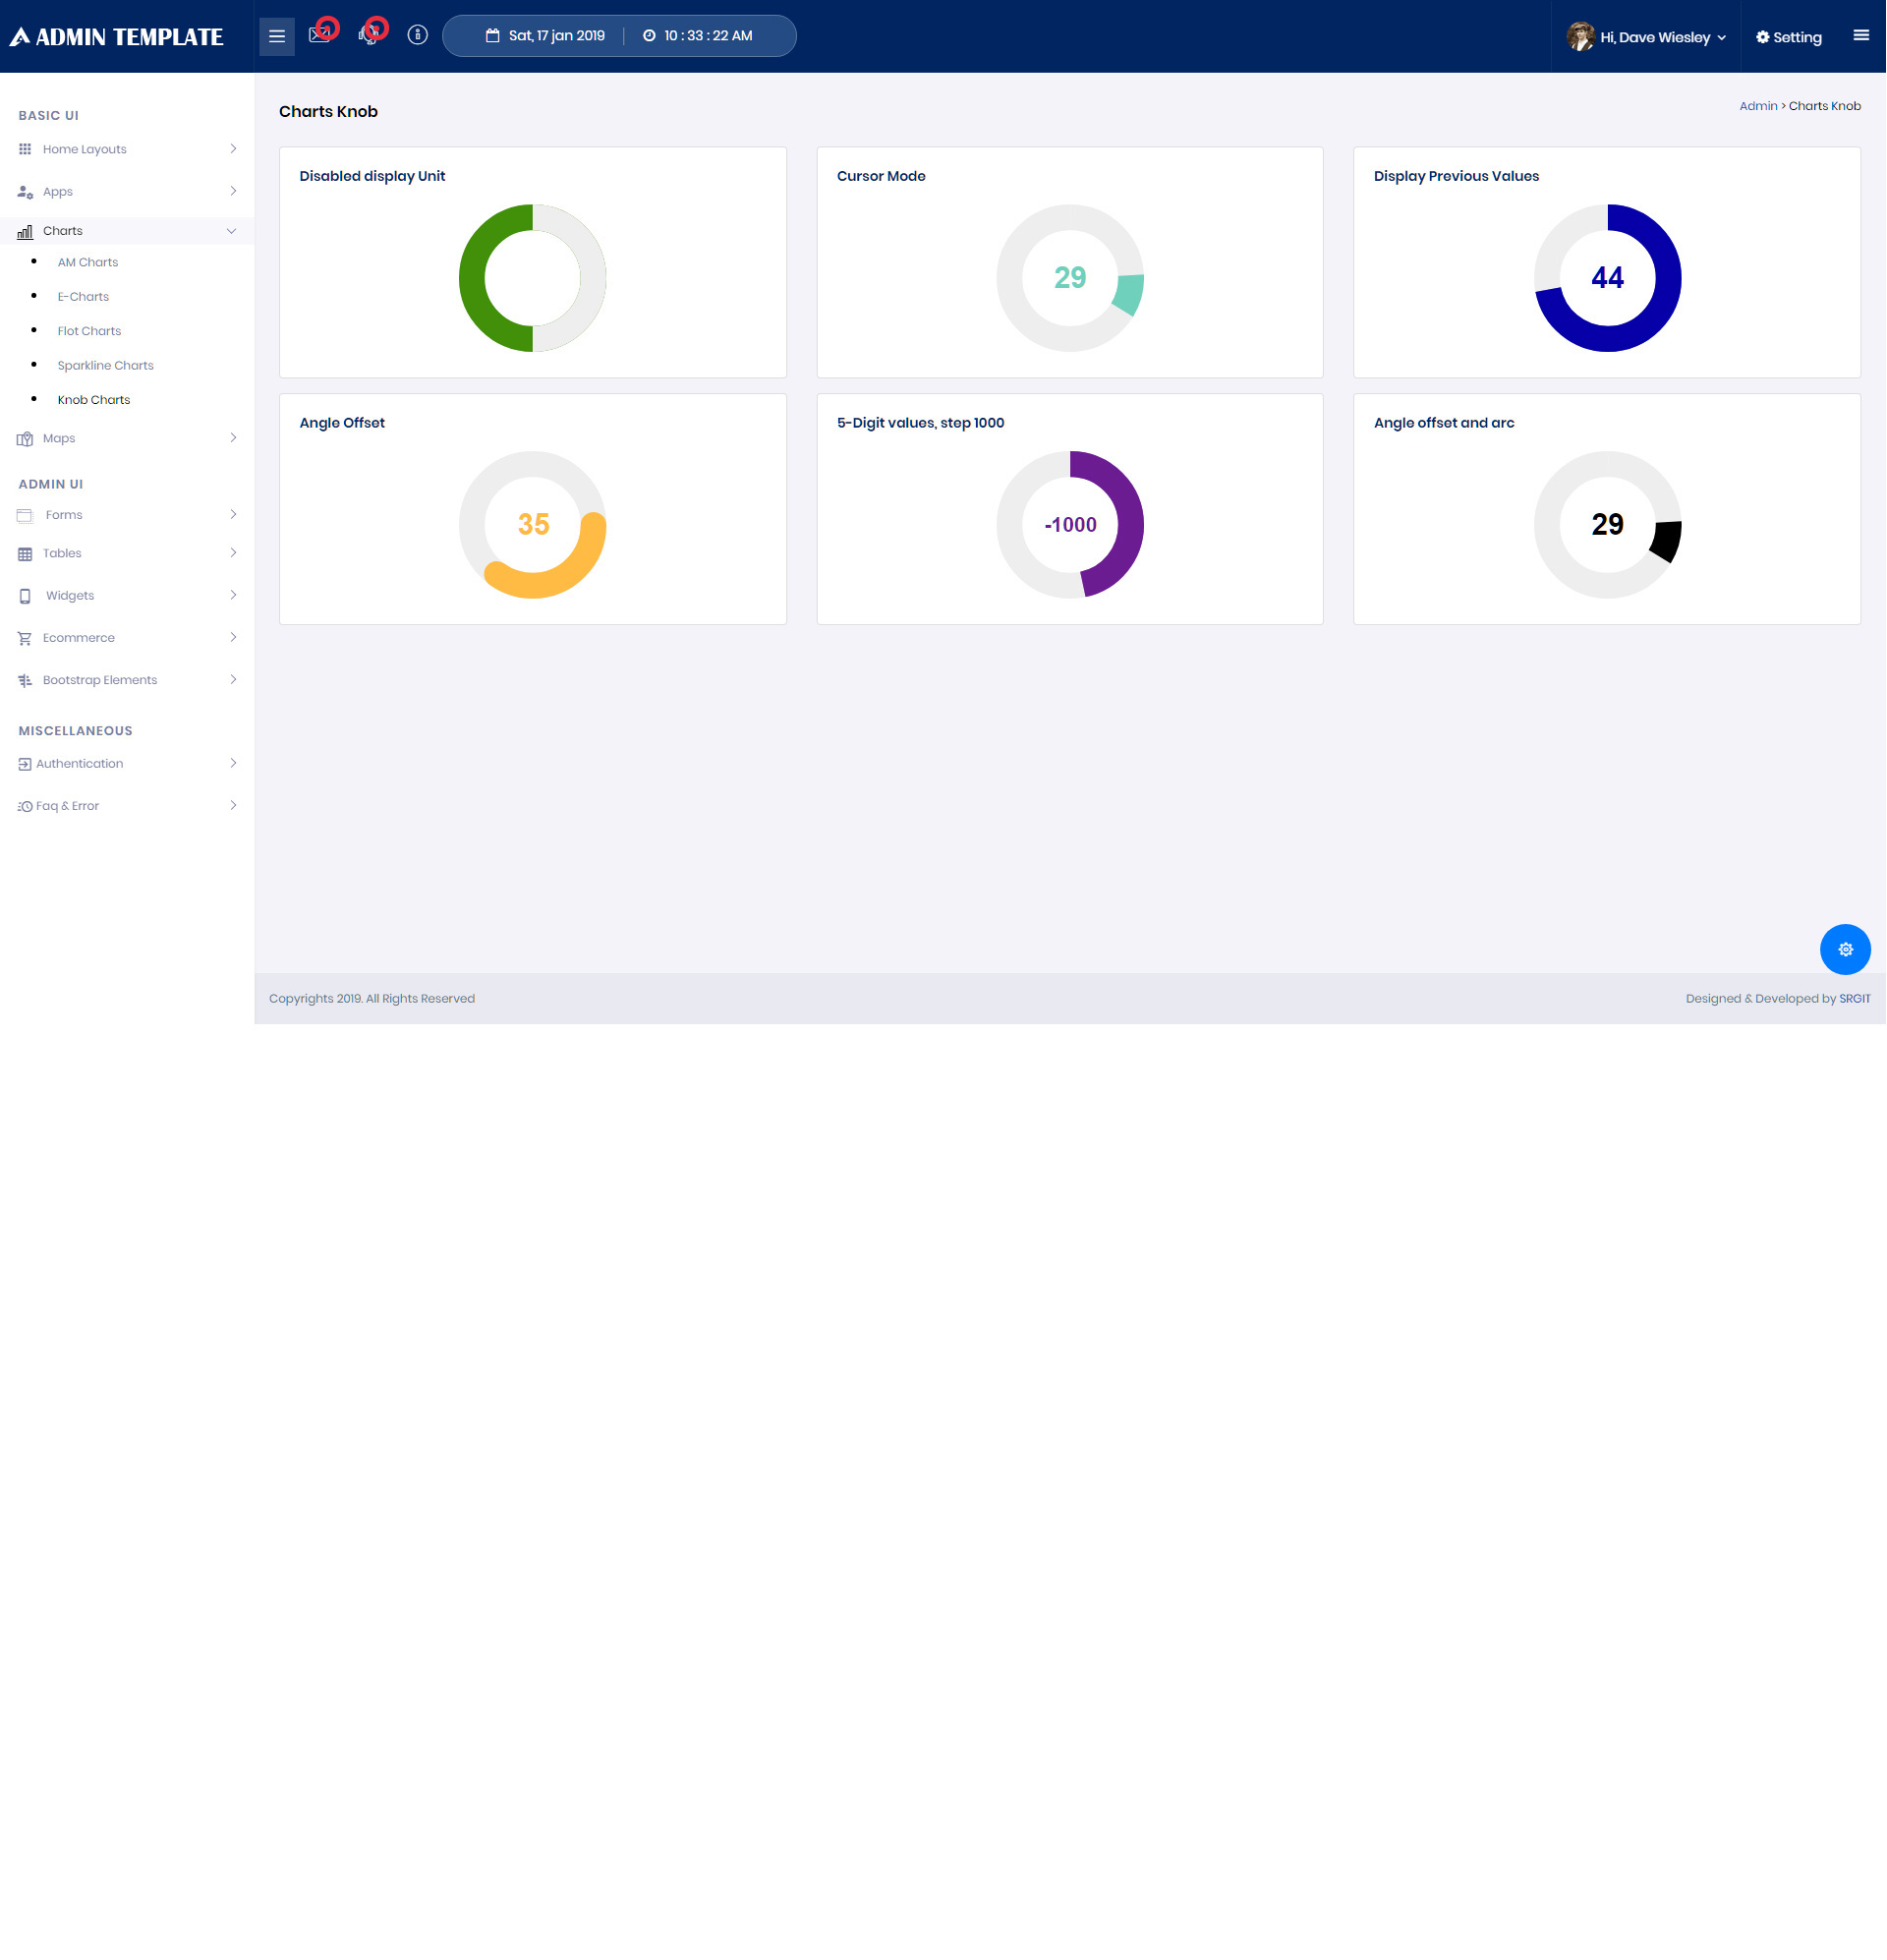 ADMIN TEMPLATE
Sat, 17 jan 2019
10 : 33 : 22 AM
Hi, Dave Wiesley
Setting
BASIC UI
Home Layouts
Apps
Charts
AM Charts
E-Charts
Flot Charts
Sparkline Charts
Knob Charts
Maps
ADMIN UI
Forms
Tables
Widgets
Ecommerce
Bootstrap Elements
MISCELLANEOUS
Authentication
Faq & Error
Charts Knob
Admin > Charts Knob
Disabled display Unit
Cursor Mode
29
Display Previous Values
44
Angle Offset
35
5-Digit values, step 1000
-1000
Angle offset and arc
29
Copyrights 2019. All Rights Reserved
Designed & Developed by SRGIT